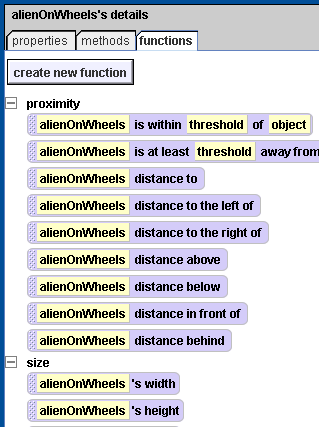 alienOnWheels's details
properties methods functions
create new function
proximity
alienOnWheels is within threshold of object
alienOnWheels is at least threshold away from
alienOnWheels distance to
alienOnWheels distance to the left of
alienOnWheels distance to the right of
alienOnWheels distance above
alienOnWheels distance below
alienOnWheels distance in front of
alienOnWheels distance behind
size
alienOnWheels 's width
alienOnWheels 's height